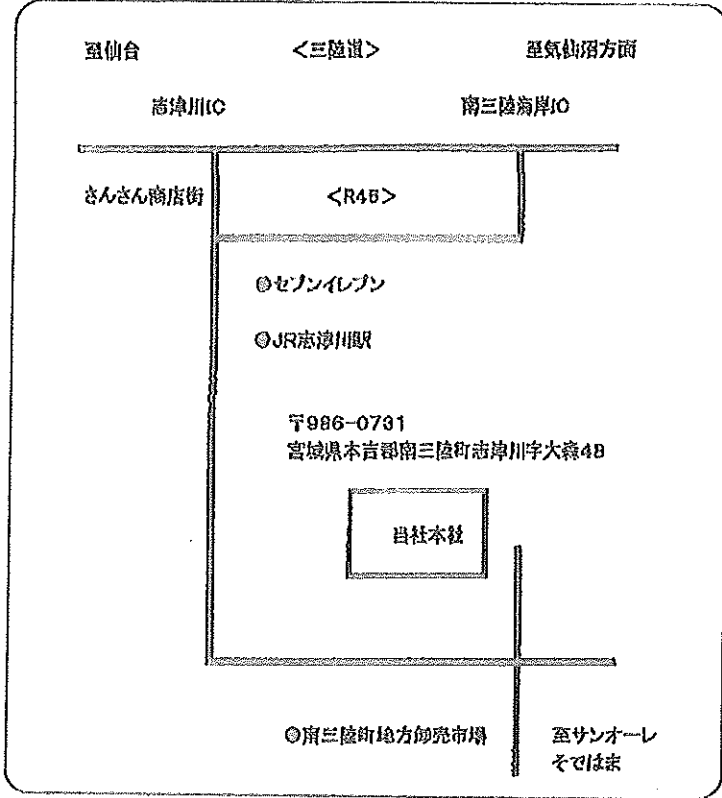 至仙台 <三陸道> 至気仙沼方面
志津川IC 南三陸海岸IC
さんさん商店街 <R45>
◎セブンイレブン
◎JR志津川駅
〒986-0731
宮城県本吉郡南三陸町志津川字大森48
当社本社
◎南三陸町地方卸売市場 至サンオーレ
そではま